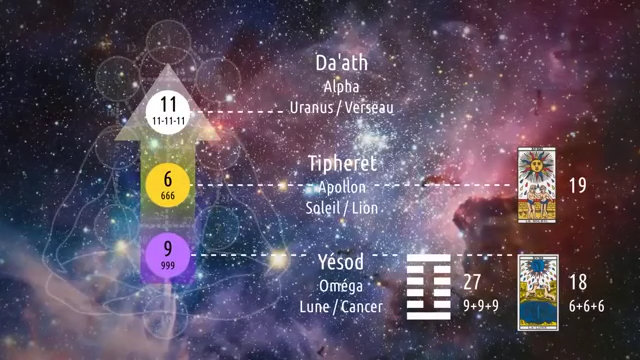 Da'ath
Alpha
Uranus / Verseau
11
11-11-11
Tipheret
Apollon
Soleil / Lion
6
666
19
Yésod
Oméga
Lune / Cancer
9
999
27
9+9+9
18
6+6+6